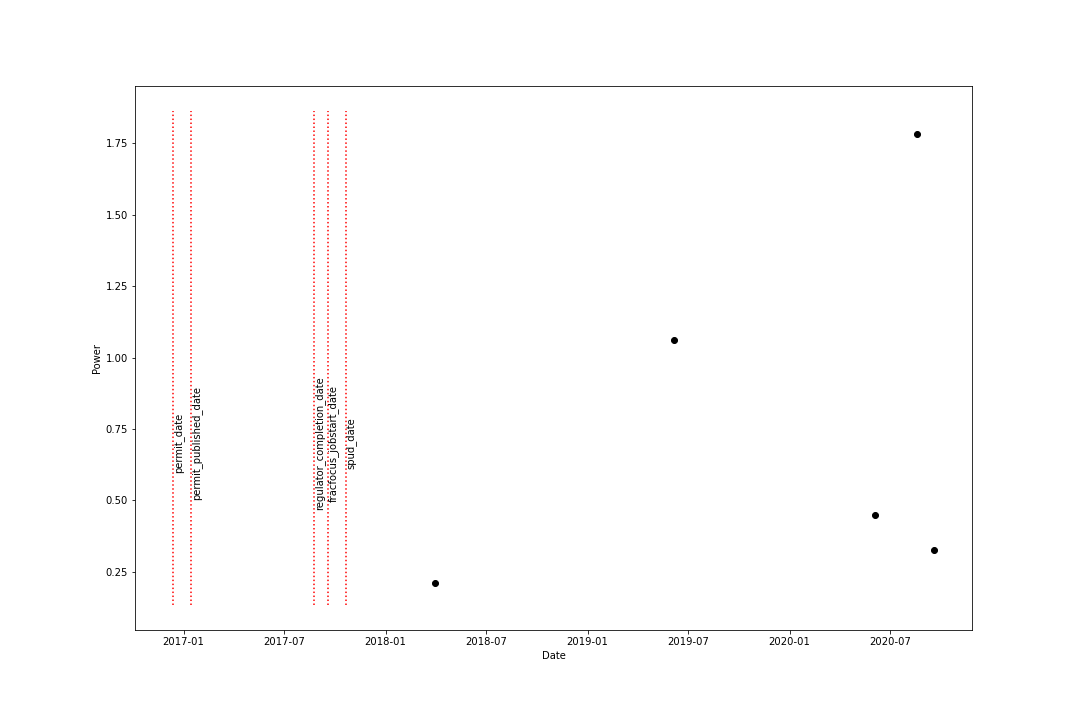 1.75
1.50
1.25
1.00
0.75
0.50
0.25
Power
permit_date
permit_published_date
regulator_completion_date
fracfocus_jobstart_date
spud_date
2017-01
2017-07
2018-01
2018-07
2019-01
2019-07
2020-01
2020-07
Date